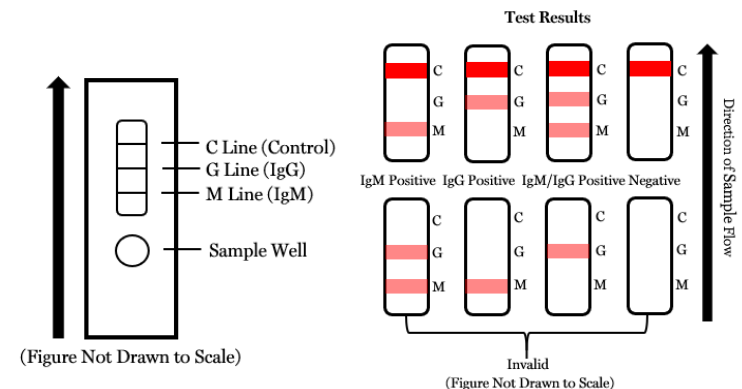 Test Results
C Line (Control)
G Line (IgG)
M Line (IgM)
Sample Well
(Figure Not Drawn to Scale)
C
G
M
C
G
M
C
G
M
C
G
M
IgM Positive
IgG Positive
IgM/IgG Positive
Negative
C
G
M
C
G
M
C
G
M
C
G
M
Invalid
(Figure Not Drawn to Scale)
Direction of Sample Flow